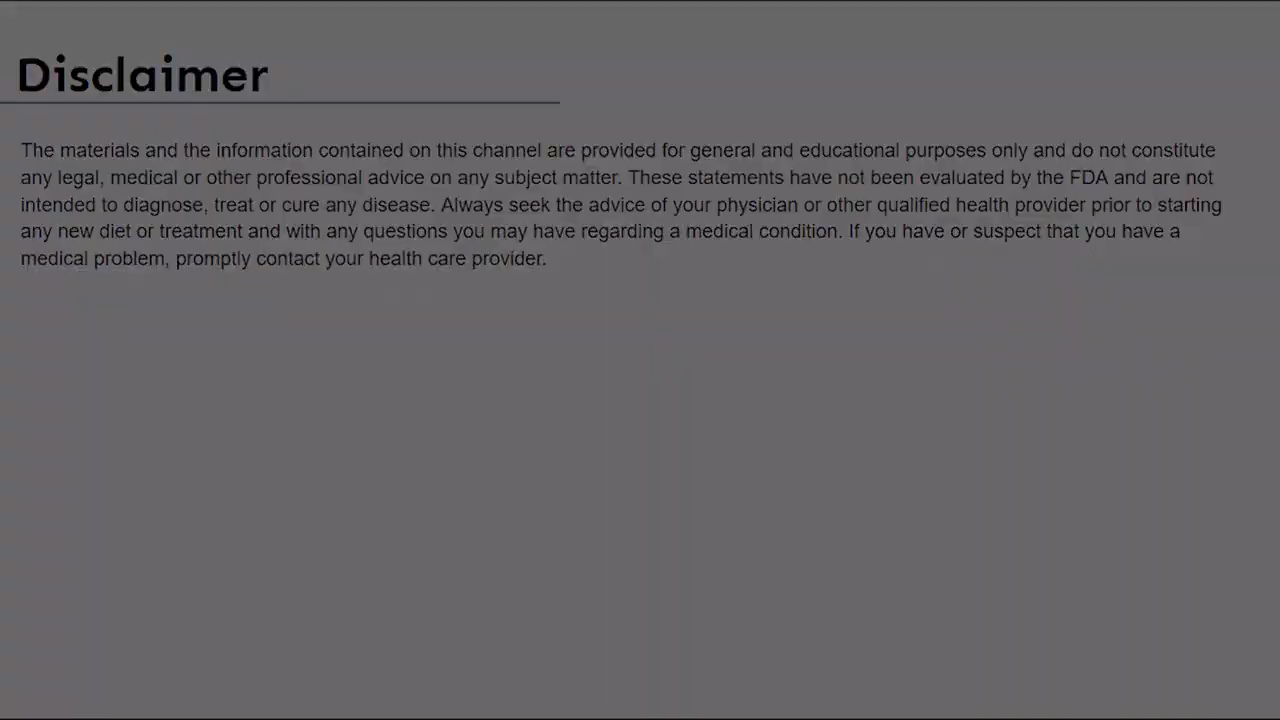 Disclaimer
The materials and the information contained on this channel are provided for general and educational purposes only and do not constitute
any legal, medical or other professional advice on any subject matter. These statements have not been evaluated by the FDA and are not
intended to diagnose, treat or cure any disease. Always seek the advice of your physician or other qualified health provider prior to starting
any new diet or treatment and with any questions you may have regarding a medical condition. If you have or suspect that you have a
medical problem, promptly contact your health care provider.